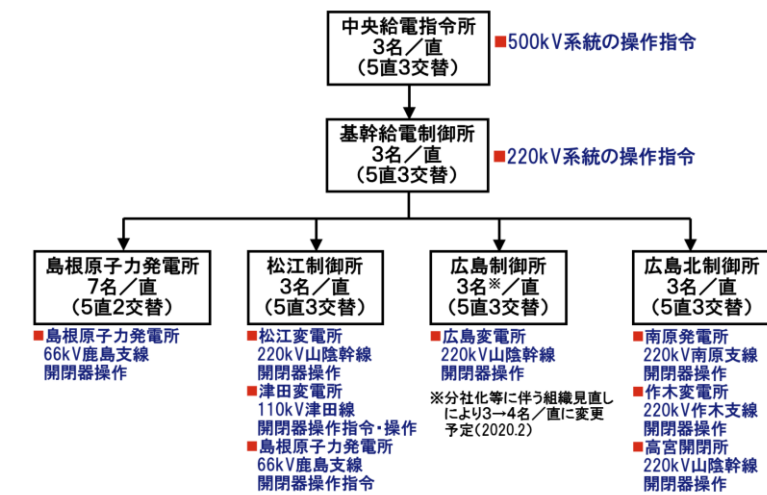 中央給電指令所
3名／直
（5直3交替）
■500kV系統の操作指令
基幹給電制御所
3名／直
（5直3交替）
■220kV系統の操作指令
島根原子力発電所
7名／直
（5直2交替）
■島根原子力発電所
66kV鹿島支線
開閉器操作
松江制御所
3名／直
（5直3交替）
■松江変電所
220kV山陰幹線
開閉器操作
■津田変電所
110kV津田線
開閉器操作指令・操作
■島根原子力発電所
66kV鹿島支線
開閉器操作指令
広島制御所
3名※／直
（5直3交替）
■広島変電所
220kV山陰幹線
開閉器操作
※分社化等に伴う組織見直し
により3→4名／直に変更
予定（2020.2）
広島北制御所
3名／直
（5直3交替）
■南原発電所
220kV南原支線
開閉器操作
■作木変電所
220kV作木支線
開閉器操作
■高宮開閉所
220kV山陰幹線
開閉器操作